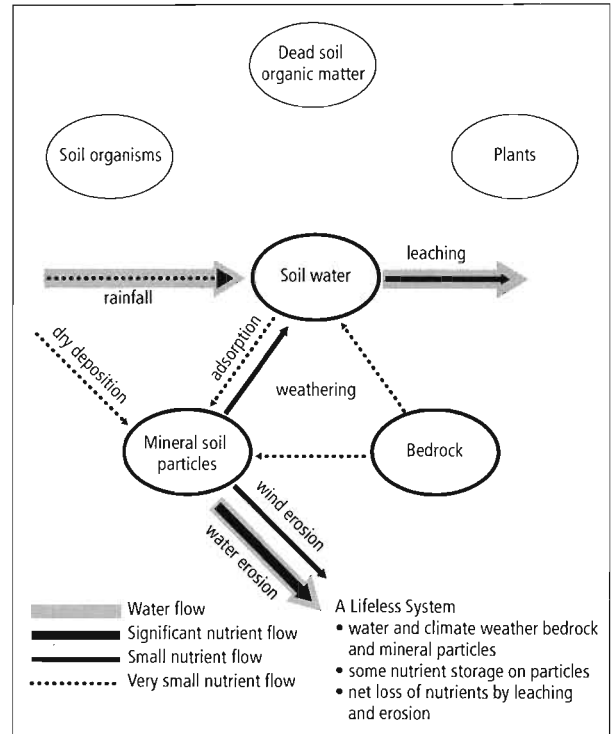 Dead soil
organic matter
Soil organisms
Plants
Soil water
leaching
rainfall
dry deposition
adsorption
weathering
Mineral soil
particles
Bedrock
wind erosion
water erosion
Water flow
Significant nutrient flow
Small nutrient flow
Very small nutrient flow
A Lifeless System
• water and climate weather bedrock
and mineral particles
• some nutrient storage on particles
• net loss of nutrients by leaching
and erosion